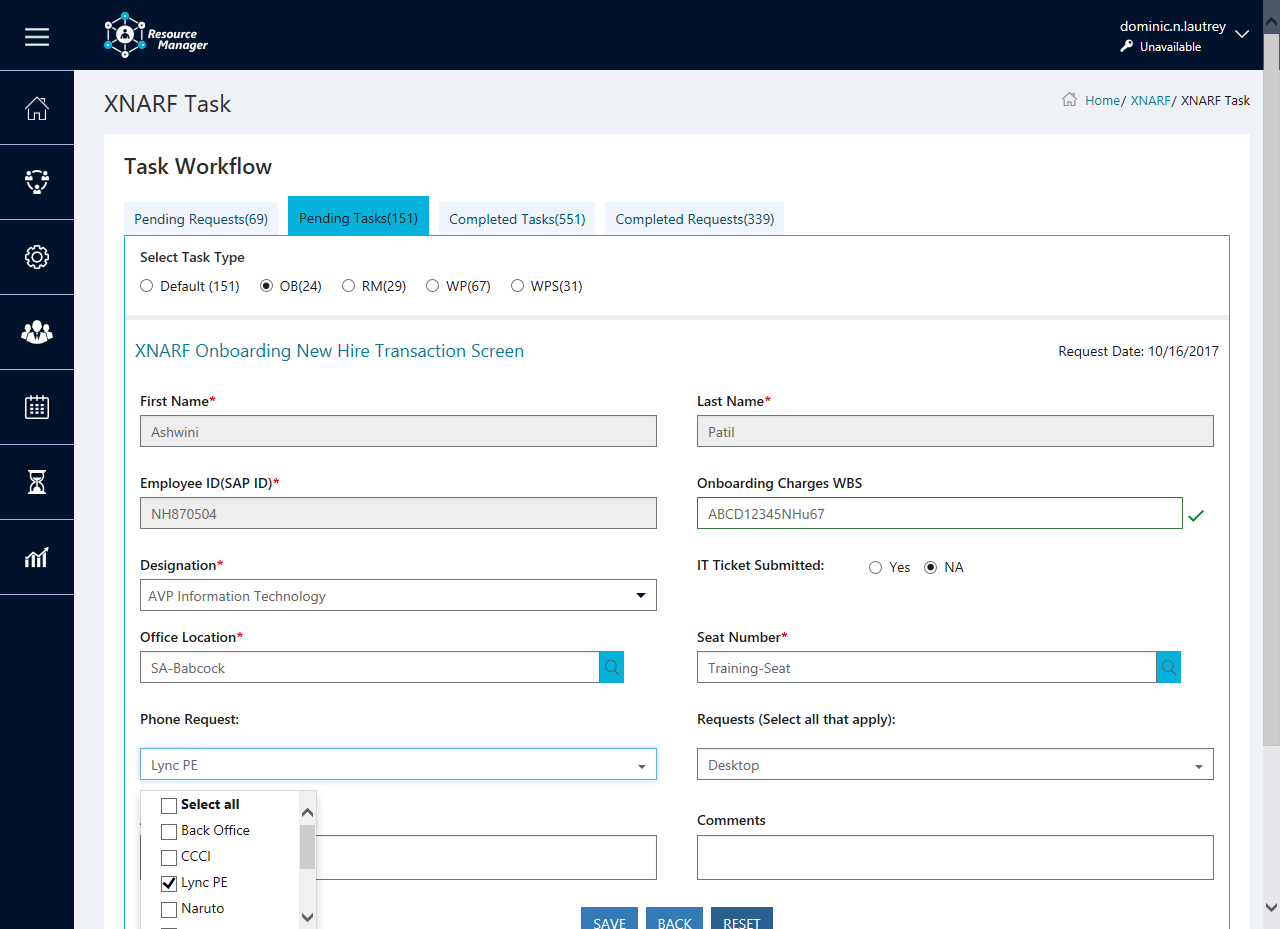 Resource
Manager
dominic.n.lautrey
Unavailable
XNARF Task
Home/ XNARF/ XNARF Task
Task Workflow
Pending Requests(69)
Pending Tasks(151)
Completed Tasks(551)
Completed Requests(339)
Select Task Type
Default (151)
OB(24)
RM(29)
WP(67)
WPS(31)
XNARF Onboarding New Hire Transaction Screen
Request Date: 10/16/2017
First Name*
Last Name*
Ashwini
Patil
Employee ID(SAP ID)*
Onboarding Charges WBS
NH870504
ABCD12345NHu67
Designation*
IT Ticket Submitted:
Yes
NA
AVP Information Technology
Office Location*
Seat Number*
SA-Babcock
Training-Seat
Phone Request:
Requests (Select all that apply):
Lync PE
Desktop
Select all
Back Office
CCCI
Lync PE
Naruto
Comments
SAVE
BACK
RESET